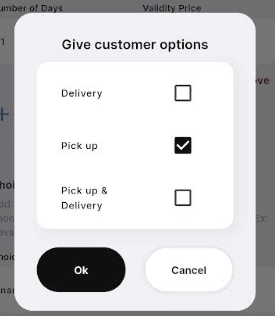 umber of Days
Validity Price
Give customer options
Delivery
Pick up
Pick up &
Delivery
Ok
Cancel